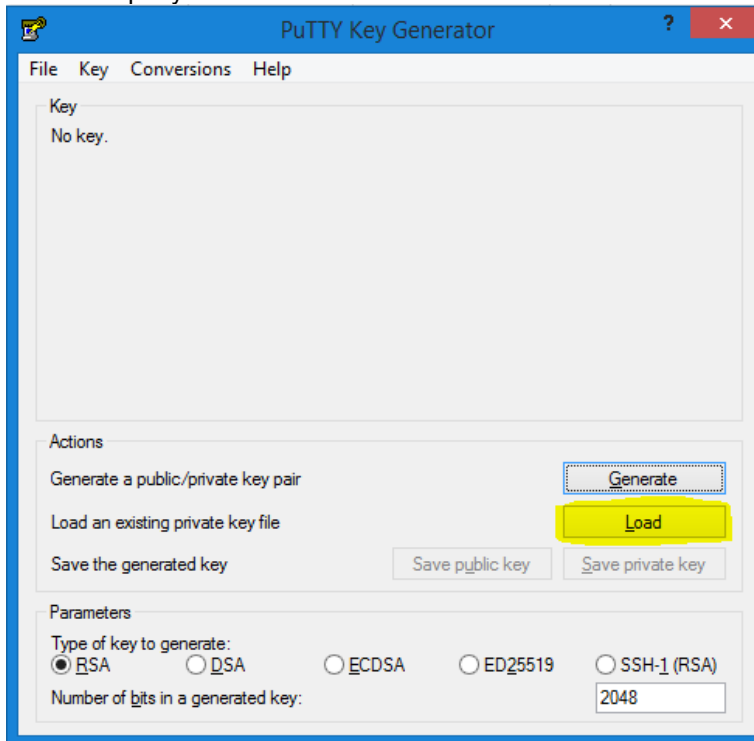 PuTTY Key Generator
? ×
File Key Conversions Help
Key
No key.
Actions
Generate a public/private key pair Generate
Load an existing private key file Load
Save the generated key Save public key Save private key
Parameters
Type of key to generate:
RSA DSA ECDSA ED25519 SSH-1 (RSA)
Number of bits in a generated key: 2048